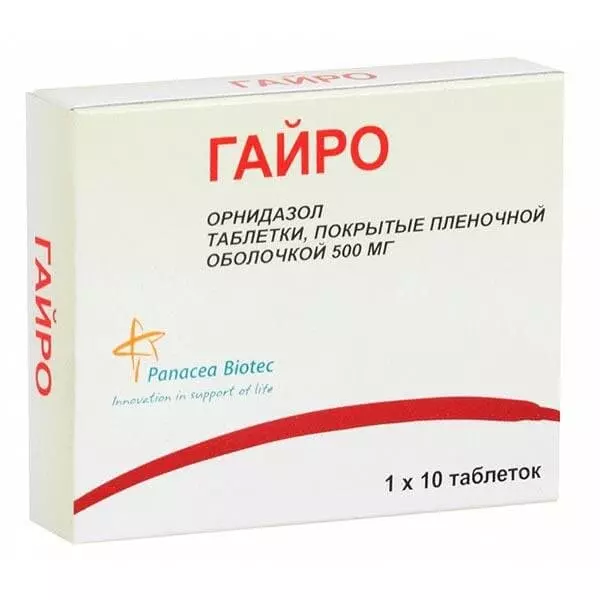 ГАЙРО
ОРНИДАЗОЛ
ТАБЛЕТКИ, ПОКРЫТЫЕ ПЛЕНОЧНОЙ
ОБОЛОЧКОЙ 500 МГ
ГАЙРО
Panacea Biotec
Innovation in support of life
1 x 10 таблеток